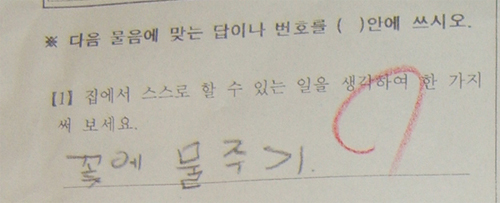 ※ 다음 물음에 맞는 답이나 번호를 (  )안에 쓰시오.
【1】 집에서 스스로 할 수 있는 일을 생각하여 한 가지
써 보세요.
꽃에 물주기.